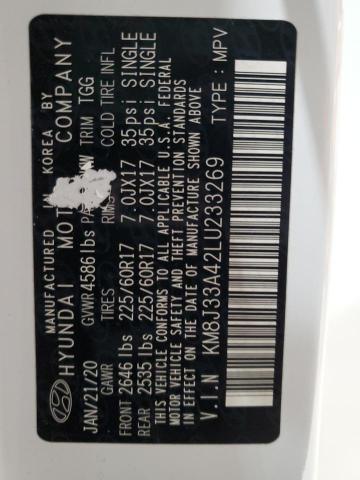 MANUFACTURED IN KOREA BY
HYUNDAI MOT COMPANY
JAN/21/20 GVWR 4586lbs PA W TRIM TGG
GAWR TIRES RIMS COLD TIRE INFL
FRONT 2646 lbs 225/60R17 7.0JX17 35psi SINGLE
REAR 2535 lbs 225/60R17 7.0JX17 35psi SINGLE
THIS VEHICLE CONFORMS TO ALL APPLICABLE U.S.A. FEDERAL
MOTOR VEHICLE SAFETY AND THEFT PREVENTION STANDARDS
IN EFFECT ON THE DATE OF MANUFACTURE SHOWN ABOVE
V.I.N KM8J33A42LU233269 TYPE : MPV